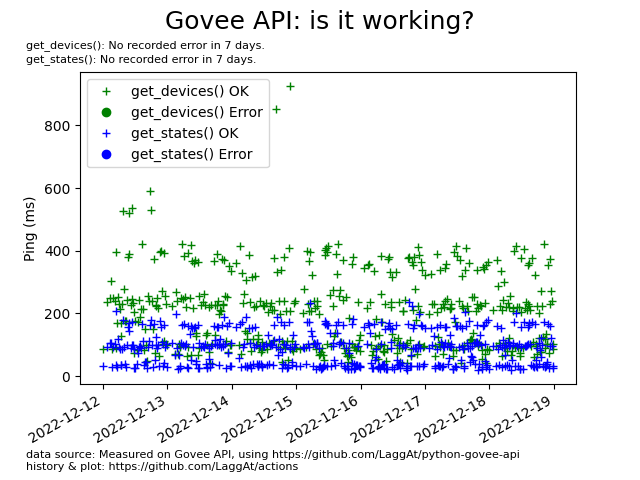 Govee API: is it working?
get_devices(): No recorded error in 7 days.
get_states(): No recorded error in 7 days.
get_devices() OK
get_devices() Error
get_states() OK
get_states() Error
Ping (ms)
800
600
400
200
0
2022-12-12
2022-12-13
2022-12-14
2022-12-15
2022-12-16
2022-12-17
2022-12-18
2022-12-19
data source: Measured on Govee API, using https://github.com/LaggAt/python-govee-api
history & plot: https://github.com/LaggAt/actions